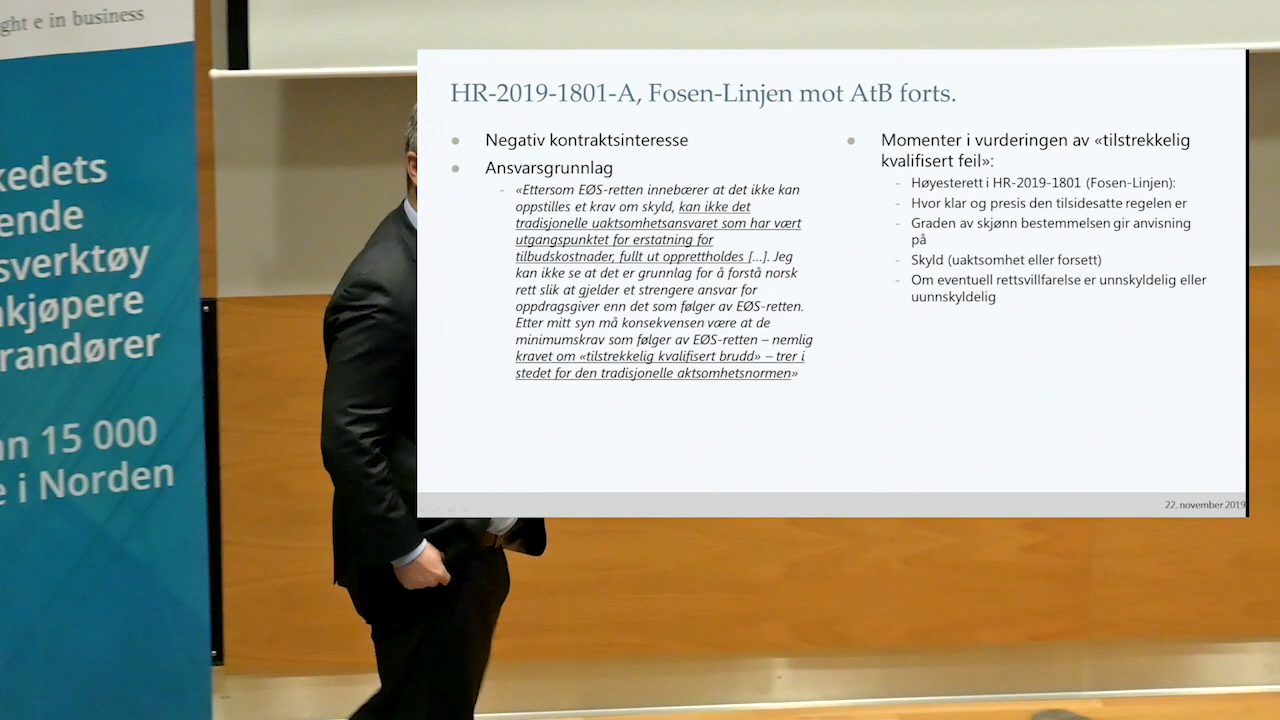 ght e in business
kedets
ende
sverktøy
nkjøpere
randører
an 15 000
e i Norden
HR-2019-1801-A, Fosen-Linjen mot AtB forts.
Negativ kontraktsinteresse
Ansvarsgrunnlag
- «Ettersom EØS-retten innebærer at det ikke kan
oppstilles et krav om skyld, kan ikke det
tradisjonelle uaktsomhetsansvaret som har vært
utgangspunktet for erstatning for
tilbudskostnader, fullt ut opprettholdes [...]. Jeg
kan ikke se at det er grunnlag for å forstå norsk
rett slik at gjelder et strengere ansvar for
oppdragsgiver enn det som følger av EØS-retten.
Etter mitt syn må konsekvensen være at de
minimumskrav som følger av EØS-retten – nemlig
kravet om «tilstrekkelig kvalifisert brudd» – trer i
stedet for den tradisjonelle aktsomhetsnormen»
Momenter i vurderingen av «tilstrekkelig
kvalifisert feil»:
- Høyesterett i HR-2019-1801 (Fosen-Linjen):
- Hvor klar og presis den tilsidesatte regelen er
- Graden av skjønn bestemmelsen gir anvisning
på
- Skyld (uaktsomhet eller forsett)
- Om eventuell rettsvillfarelse er unnskyldelig eller
uunnskyldelig
22. november 2019